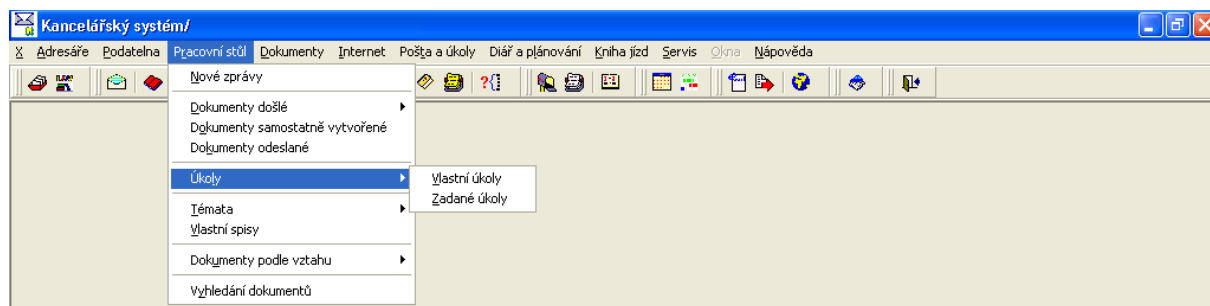 Kancelářský systém/
X Adresáře Podatelna Pracovní stůl Dokumenty Internet Pošta a úkoly Diář a plánování Kniha jízd Servis Okna Nápověda
Nové zprávy
Dokumenty došlé
Dokumenty samostatně vytvořené
Dokumenty odeslané
Úkoly
Vlastní úkoly
Zadané úkoly
Témata
Vlastní spisy
Dokumenty podle vztahu
Vyhledání dokumentů